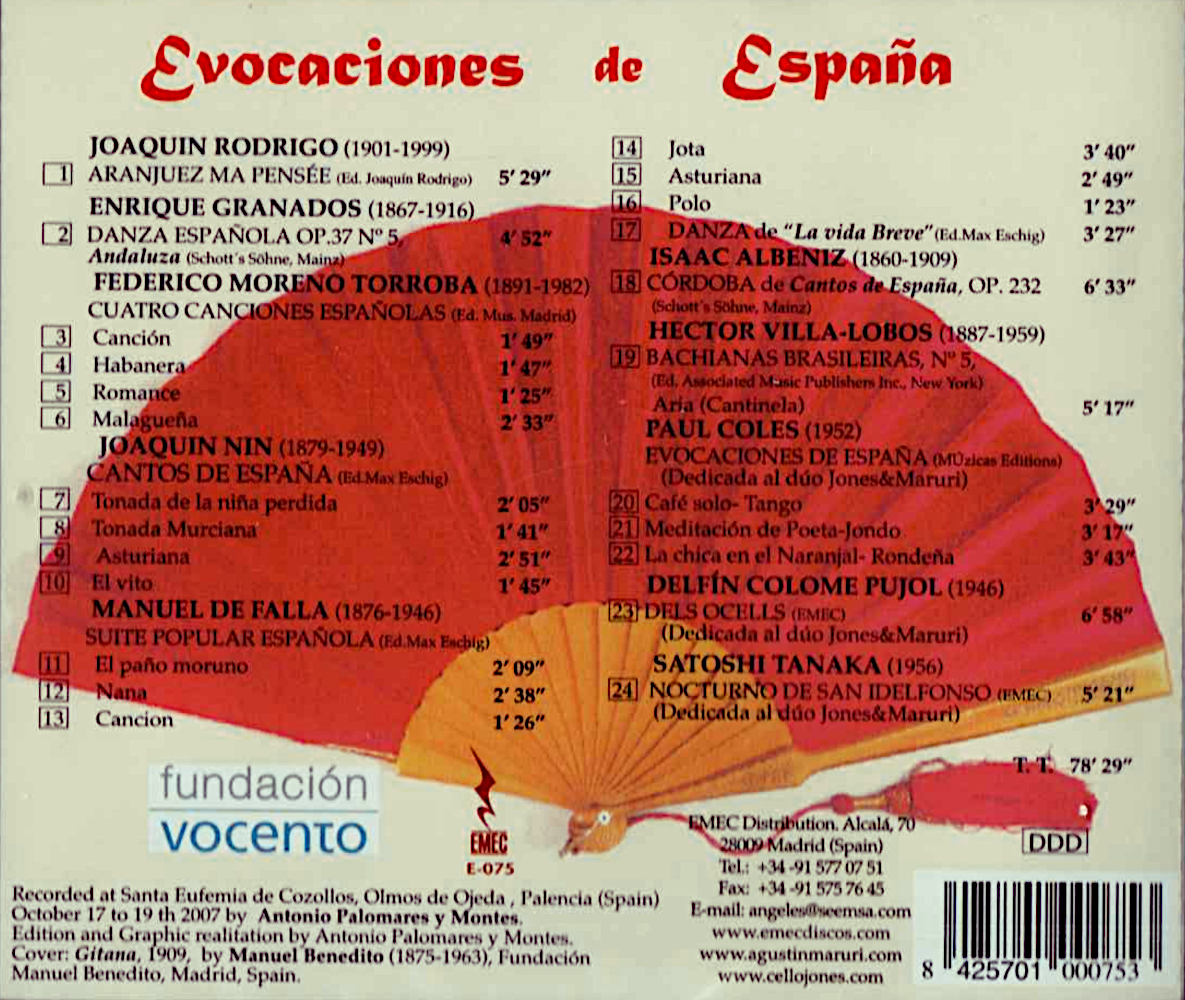 Evocaciones de España
JOAQUIN RODRIGO (1901-1999)
1 ARANJUEZ MA PENSÉE (Ed. Joaquín Rodrigo) 5' 29"
ENRIQUE GRANADOS (1867-1916)
2 DANZA ESPAÑOLA OP.37 Nº 5, 4' 52"
Andaluza (Schott's Söhne, Mainz)
FEDERICO MORENO TORROBA (1891-1982)
CUATRO CANCIONES ESPAÑOLAS (Ed. Mus. Madrid)
3 Canción 1' 49"
4 Habanera 1' 47"
5 Romance 1' 25"
6 Malagueña 2' 33"
JOAQUIN NIN (1879-1949)
CANTOS DE ESPAÑA (Ed.Max Eschig)
7 Tonada de la niña perdida 2' 05"
8 Tonada Murciana 1' 41"
9 Asturiana 2' 51"
10 El vito 1' 45"
MANUEL DE FALLA (1876-1946)
SUITE POPULAR ESPAÑOLA (Ed.Max Eschig)
11 El paño moruno 2' 09"
12 Nana 2' 38"
13 Cancion 1' 26"
14 Jota 3' 40"
15 Asturiana 2' 49"
16 Polo 1' 23"
17 DANZA de "La vida Breve" (Ed.Max Eschig) 3' 27"
ISAAC ALBENIZ (1860-1909)
18 CÓRDOBA de Cantos de España, OP. 232 6' 33"
(Schott's Söhne, Mainz)
HECTOR VILLA-LOBOS (1887-1959)
19 BACHIANAS BRASILEIRAS, Nº 5,
(Ed. Associated Music Publishers Inc., New York)
Aria (Cantinela) 5' 17"
PAUL COLES (1952)
EVOCACIONES DE ESPAÑA (MÚzicas Editions)
(Dedicada al dúo Jones&Maruri)
20 Café solo- Tango 3' 29"
21 Meditación de Poeta-Jondo 3' 17"
22 La chica en el Naranjal- Rondeña 3' 43"
DELFÍN COLOME PUJOL (1946)
23 DELS OCELLS (EMEC) 6' 58"
(Dedicada al dúo Jones&Maruri)
SATOSHI TANAKA (1956)
24 NOCTURNO DE SAN IDELFONSO (EMEC) 5' 21"
(Dedicada al dúo Jones&Maruri)
T. T. 78' 29"
fundación
vocento
EMEC
E-075
EMEC Distribution. Alcalá, 70
28009 Madrid (Spain)
Tel.: +34 -91 577 07 51
Fax: +34 -91 575 76 45
E-mail: angeles@seemsa.com
www.emecdiscos.com
www.agustinmaruri.com
www.cellojones.com
DDD
Recorded at Santa Eufemia de Cozollos, Olmos de Ojeda , Palencia (Spain)
October 17 to 19 th 2007 by Antonio Palomares y Montes.
Edition and Graphic realitation by Antonio Palomares y Montes.
Cover: Gitana, 1909, by Manuel Benedito (1875-1963), Fundación
Manuel Benedito, Madrid, Spain.
8 425701 000753